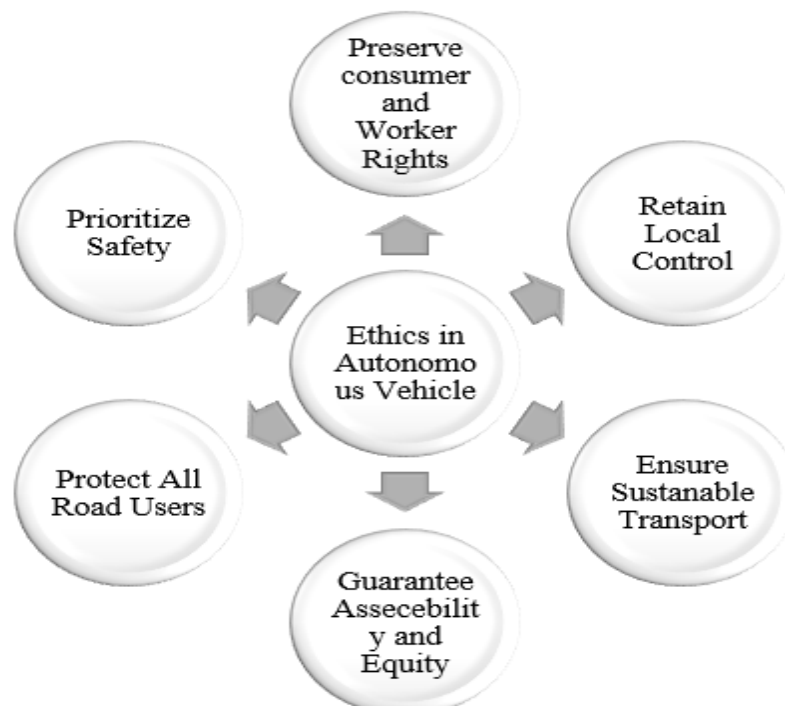 Preserve
consumer
and
Worker
Rights
Prioritize
Safety
Retain
Local
Control
Ethics in
Autonomo
us Vehicle
Protect All
Road Users
Ensure
Sustanable
Transport
Guarantee
Assecebilit
y and
Equity